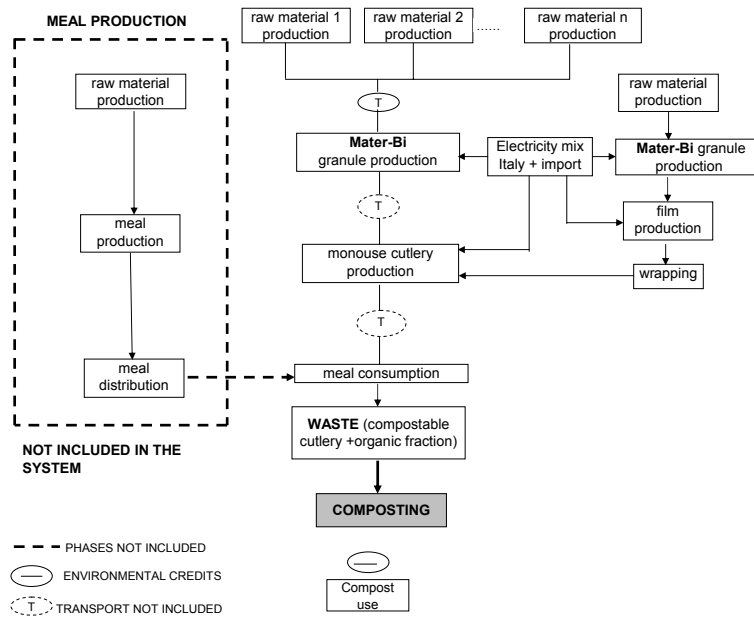 MEAL PRODUCTION
raw material 1
production
raw material 2
production
......
raw material n
production
raw material
production
raw material
production
T
Mater-Bi
granule production
Electricity mix
Italy + import
Mater-Bi granule
production
T
meal
production
film
production
monouse cutlery
production
wrapping
T
meal
distribution
meal consumption
WASTE (compostable
cutlery +organic fraction)
NOT INCLUDED IN THE
SYSTEM
COMPOSTING
PHASES NOT INCLUDED
ENVIRONMENTAL CREDITS
T
TRANSPORT NOT INCLUDED
Compost
use